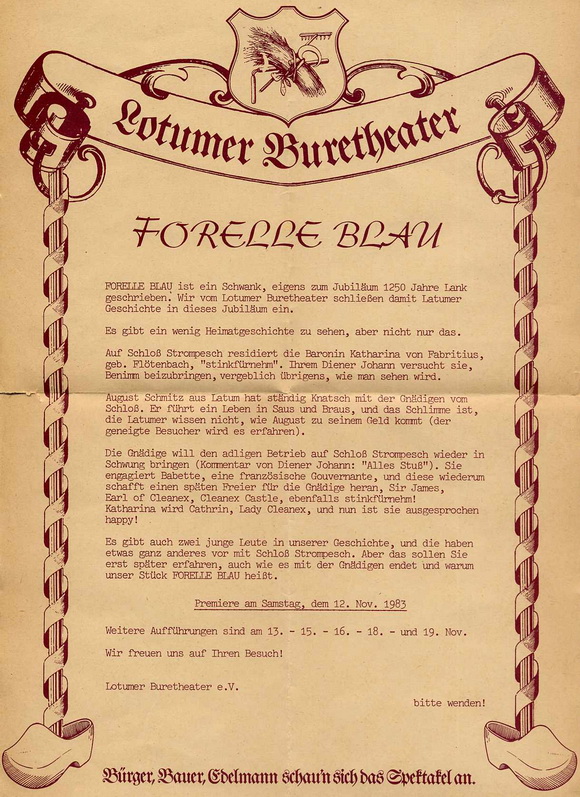 Lotumer Buretheater
FORELLE BLAU
FORELLE BLAU ist ein Schwank, eigens zum Jubiläum 1250 Jahre Lank
geschrieben. Wir vom Lotumer Buretheater schließen damit Latumer
Geschichte in dieses Jubiläum ein.
Es gibt ein wenig Heimatgeschichte zu sehen, aber nicht nur das.
Auf Schloß Strompesch residiert die Baronin Katharina von Fabritius,
geb. Flötenbach, "stinkfürnehm". Ihrem Diener Johann versucht sie,
Benimm beizubringen, vergeblich übrigens, wie man sehen wird.
August Schmitz aus Latum hat ständig Knatsch mit der Gnädigen vom
Schloß. Er führt ein Leben in Saus und Braus, und das Schlimme ist,
die Latumer wissen nicht, wie August zu seinem Geld kommt (der
geneigte Besucher wird es erfahren).
Die Gnädige will den adligen Betrieb auf Schloß Strompesch wieder in
Schwung bringen (Kommentar von Diener Johann: "Alles Stuß"). Sie
engagiert Babette, eine französische Gouvernante, und diese wiederum
schafft einen späten Freier für die Gnädige heran, Sir James,
Earl of Cleanex, Cleanex Castle, ebenfalls stinkfürnehm!
Katharina wird Cathrin, Lady Cleanex, und nun ist sie ausgesprochen
happy!
Es gibt auch zwei junge Leute in unserer Geschichte, und die haben
etwas ganz anderes vor mit Schloß Strompesch. Aber das sollen Sie
erst später erfahren, auch wie es mit der Gnädigen endet und warum
unser Stück FORELLE BLAU heißt.
Premiere am Samstag, dem 12. Nov. 1983
Weitere Aufführungen sind am 13. - 15. - 16. - 18. - und 19. Nov.
Wir freuen uns auf Ihren Besuch!
Lotumer Buretheater e.V.
bitte wenden!
Bürger, Bauer, Edelmann schau'n sich das Spektakel an.